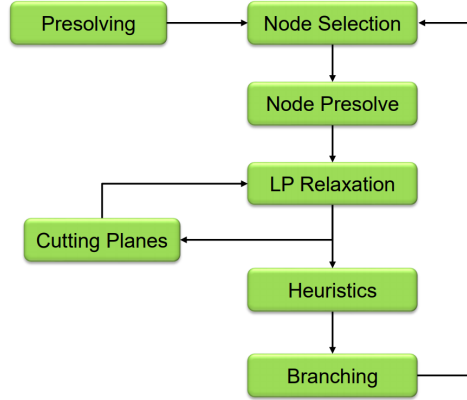 Presolving
Node Selection
Node Presolve
LP Relaxation
Cutting Planes
Heuristics
Branching